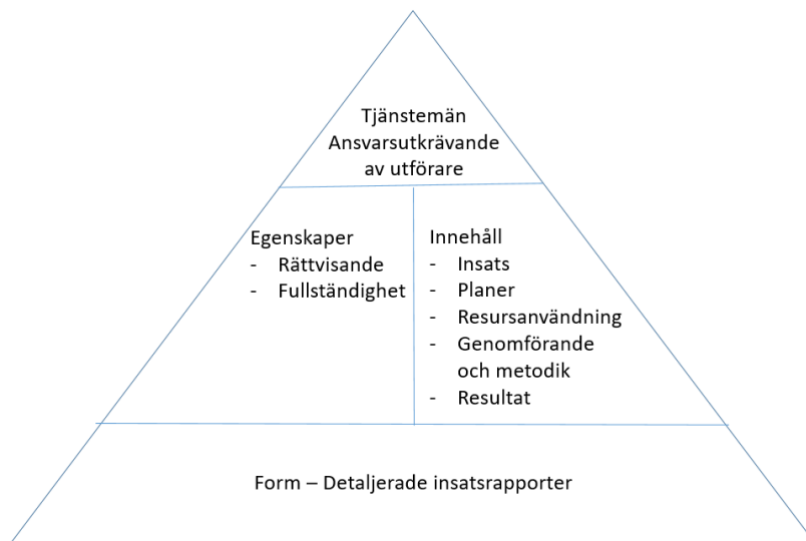 Tjänstemän
Ansvarsutkrävande
av utförare
Egenskaper
- Rättvisande
- Fullständighet
Innehåll
- Insats
- Planer
- Resursanvändning
- Genomförande
och metodik
- Resultat
Form – Detaljerade insatsrapporter